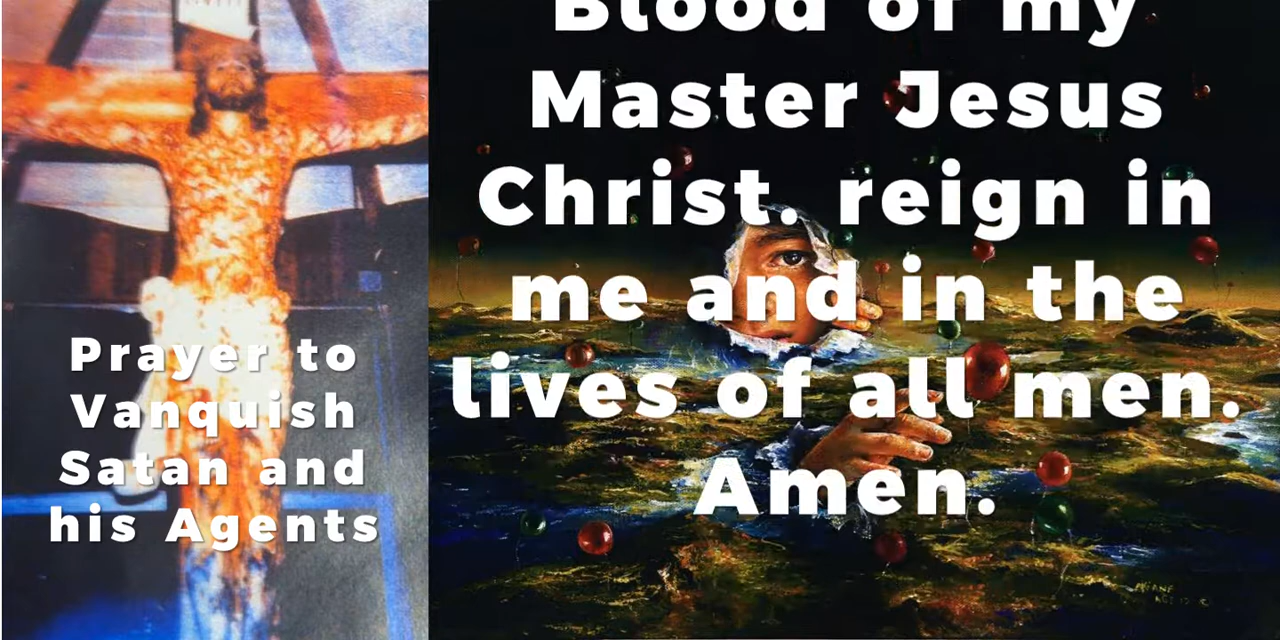 Prayer to
Vanquish
Satan and
his Agents
Blood of my
Master Jesus
Christ. reign in
me and in the
lives of all men.
Amen.